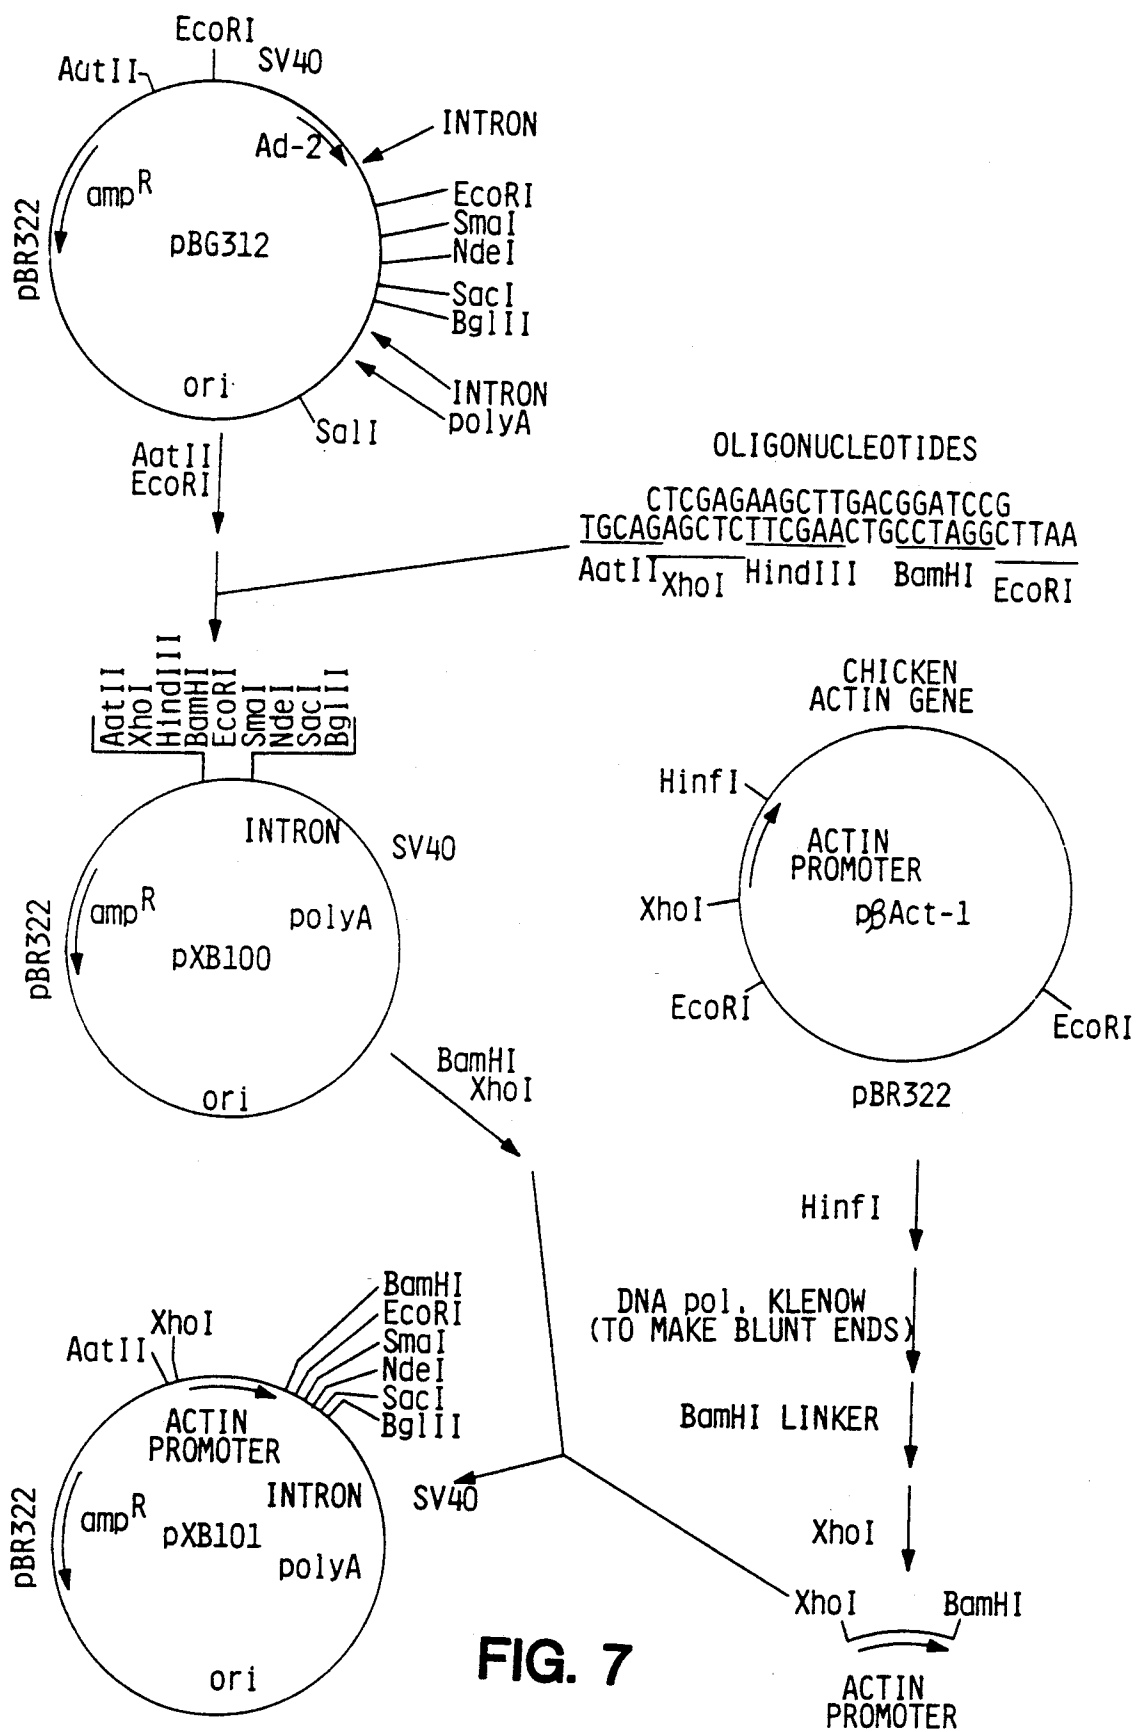 EcoRI
SV40
AatII
INTRON
Ad-2
ampR
EcoRI
SmaI
NdeI
pBR322
pBG312
SacI
BglII
ori
INTRON
polyA
SalI
AatII
EcoRI
OLIGONUCLEOTIDES
CTCGAGAAGCTTGACGGATCCG
TGCAGAGCTCTTCGAACTGCCTAGGCTTAA
AatII XhoI HindIII BamHI EcoRI
AatII
XhoI
HindIII
BamHI
EcoRI
SmaI
NdeI
SacI
BglII
INTRON
SV40
ampR
polyA
pBR322
pXB100
ori
BamHI
XhoI
CHICKEN
ACTIN GENE
HinfI
ACTIN
PROMOTER
XhoI
pβAct-1
EcoRI
EcoRI
pBR322
HinfI
DNA pol. KLENOW
(TO MAKE BLUNT ENDS)
BamHI LINKER
XhoI
XhoI
BamHI
ACTIN
PROMOTER
BamHI
EcoRI
SmaI
NdeI
SacI
BglII
XhoI
AatII
ACTIN
PROMOTER
INTRON
SV40
ampR
pXB101
polyA
pBR322
ori
FIG. 7